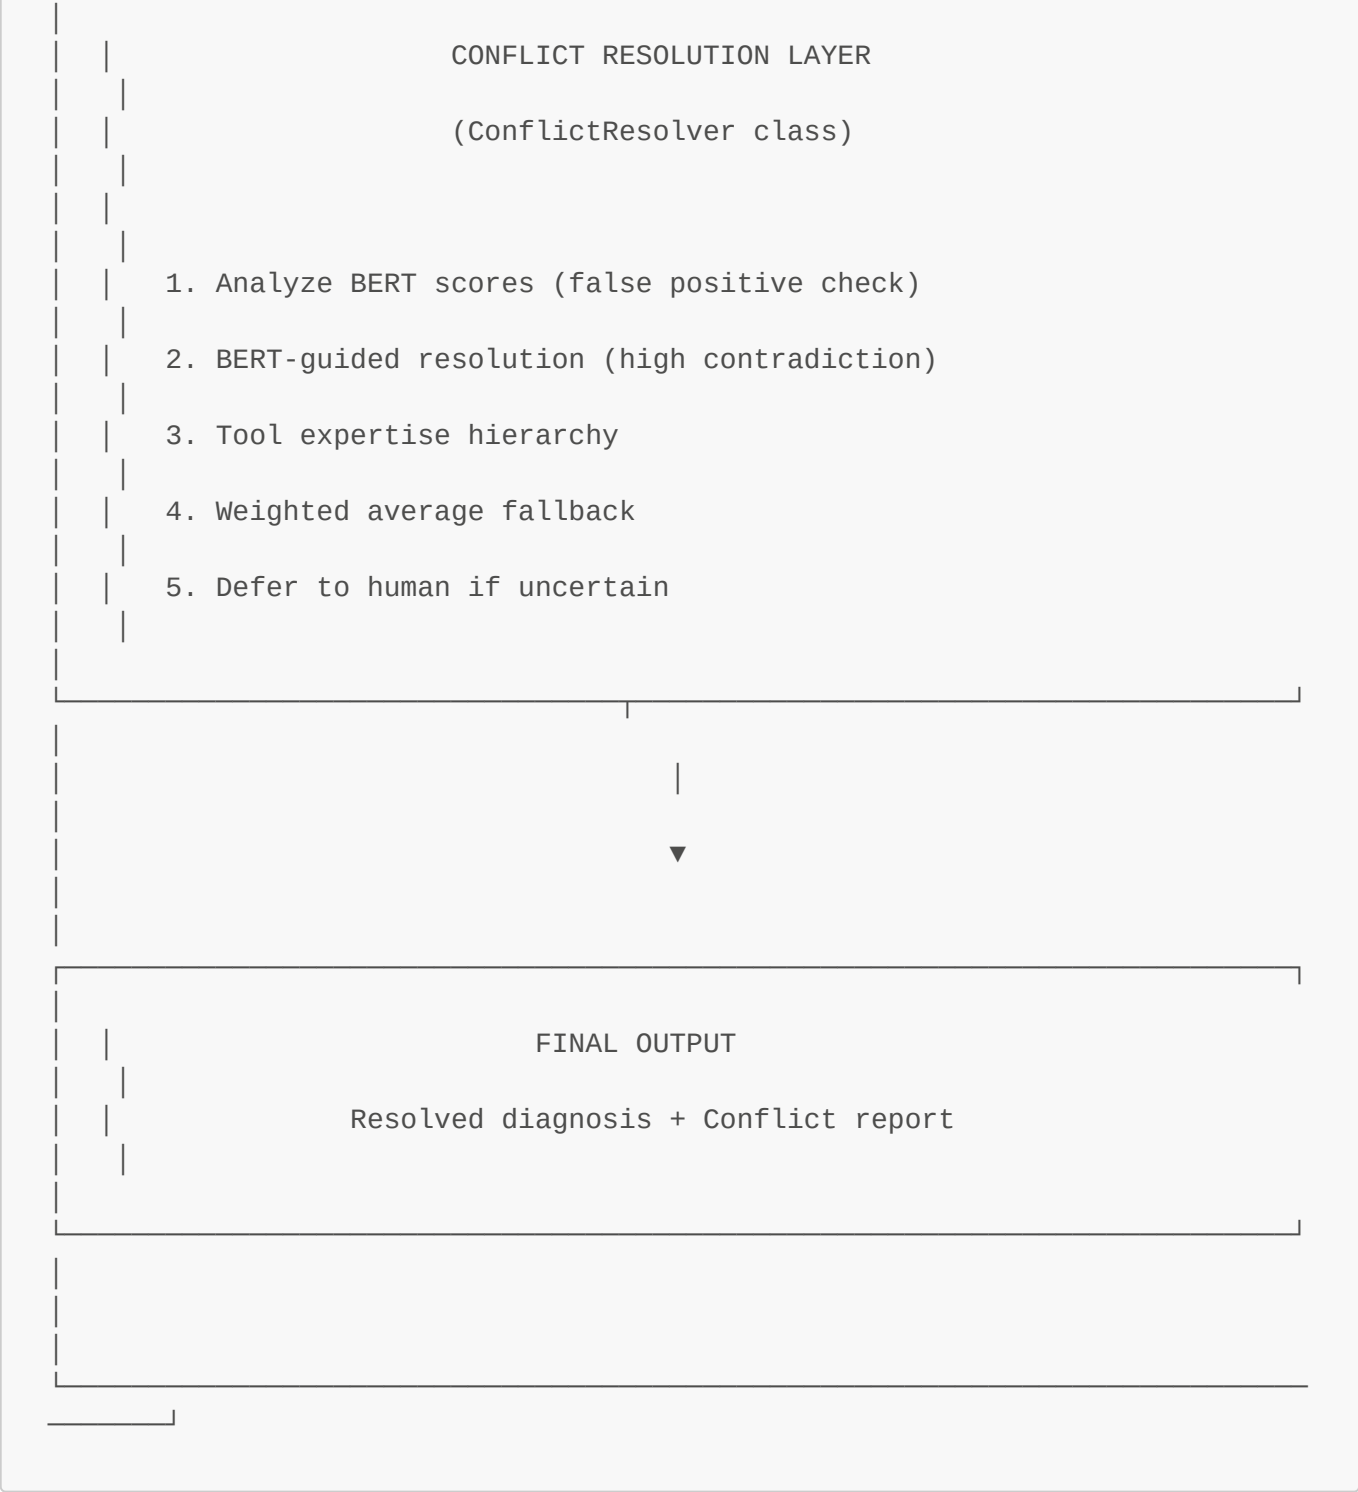 CONFLICT RESOLUTION LAYER
(ConflictResolver class)
1. Analyze BERT scores (false positive check)
2. BERT-guided resolution (high contradiction)
3. Tool expertise hierarchy
4. Weighted average fallback
5. Defer to human if uncertain
▼
FINAL OUTPUT
Resolved diagnosis + Conflict report